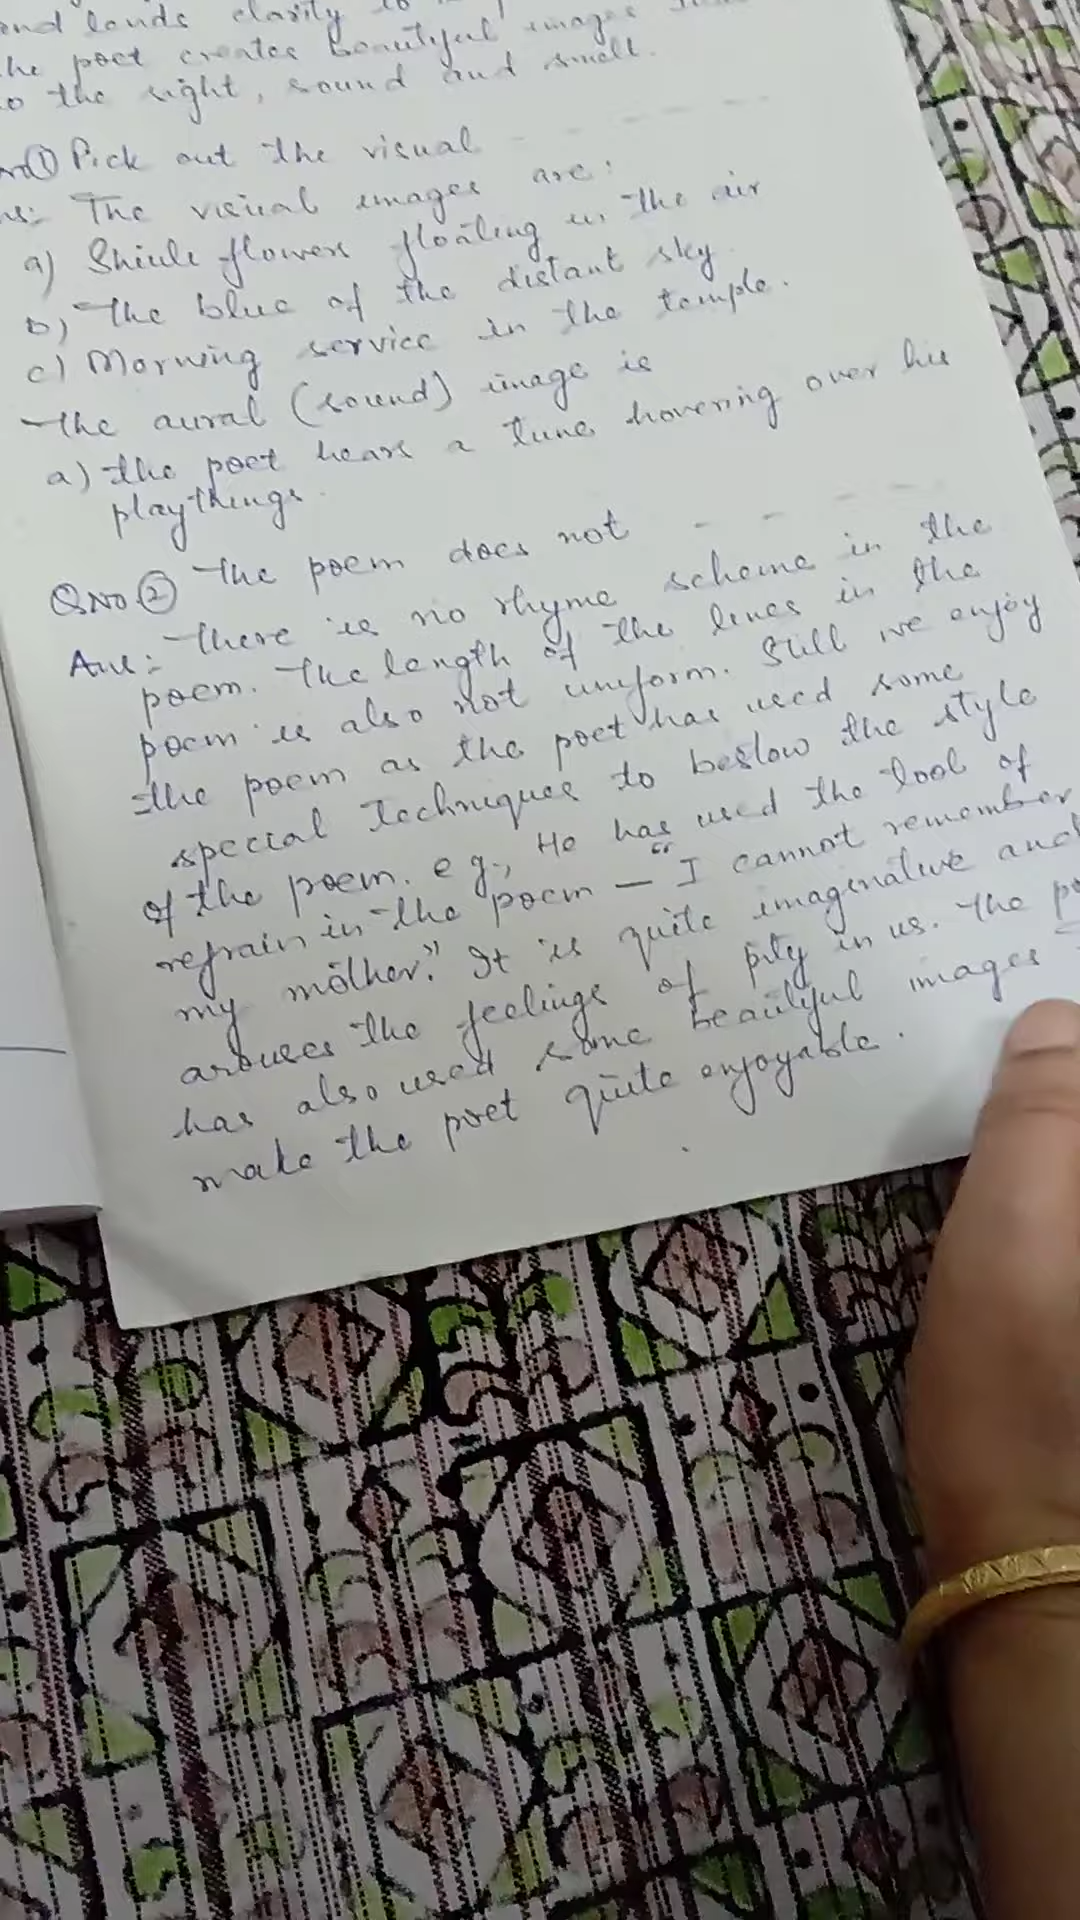 and lends clarity to
the poet creates beautiful images
to the sight, sound and smell.
① Pick out the visual - - - -
Ans:- The visual images are:
a) Shiuli flowers floating in the air
b) The blue of the distant sky.
c) Morning service in the temple.
The aural (sound) image is
a) the poet hears a tune hovering over his
playthings.
QNO.② The poem does not - - - - -
Ans:- There is no rhyme scheme in the
poem. The length of the lines in the
poem is also not uniform. Still we enjoy
the poem as the poet has used some
special techniques to beslow the style
of the poem. eg., He has used the tool of
refrain in the poem — "I cannot remember
my mother." It is quite imaginative and
arouses the feelings of pity in us. The
has also used some beautiful images
make the poet quite enjoyable.